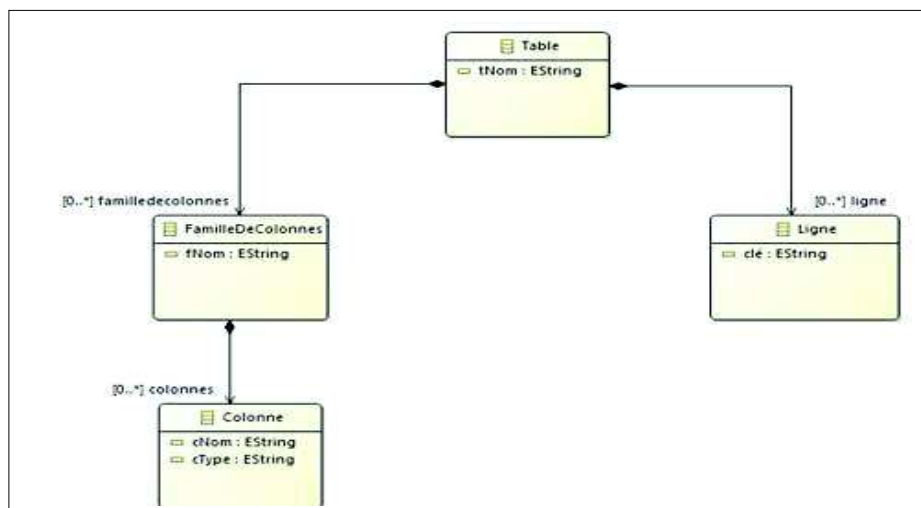 Table
tNom : EString
[0..*] familledecolonnes
[0..*] ligne
FamilleDeColonnes
fNom : EString
Ligne
clé : EString
[0..*] colonnes
Colonne
cNom : EString
cType : EString